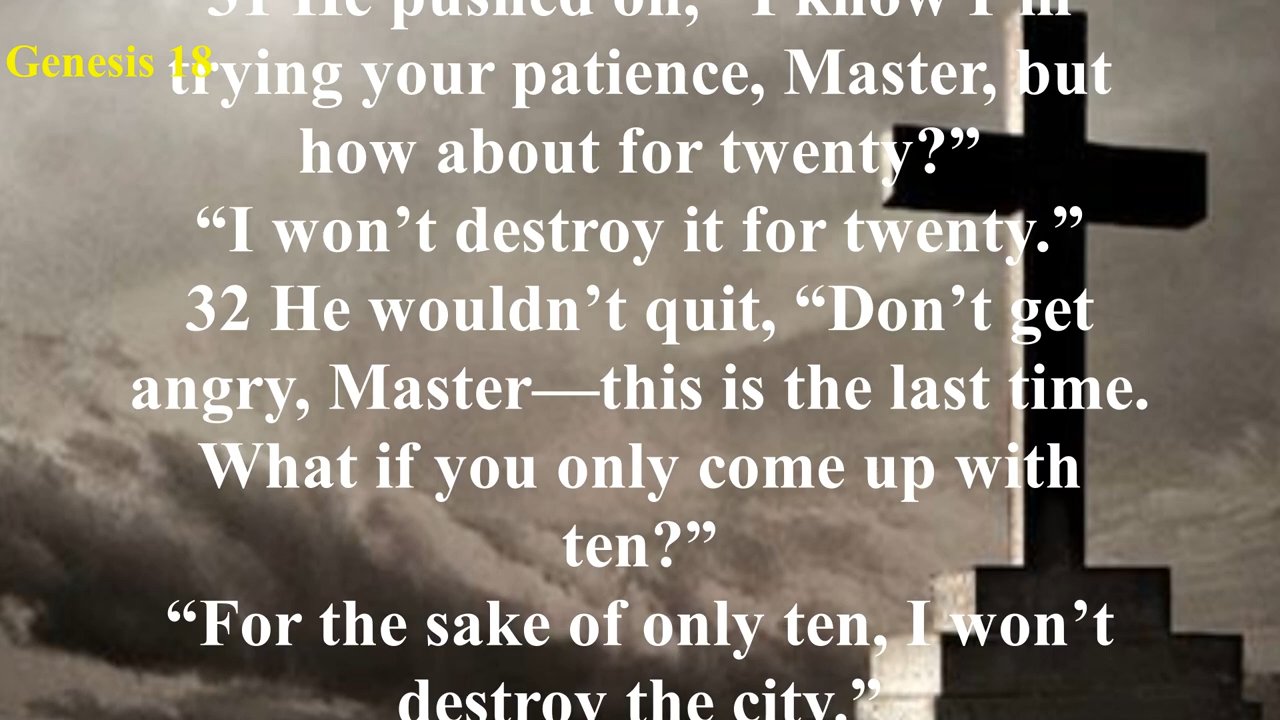 31 He pushed on, “I know I’m
Genesis 18
trying your patience, Master, but
how about for twenty?”
“I won’t destroy it for twenty.”
32 He wouldn’t quit, “Don’t get
angry, Master—this is the last time.
What if you only come up with
ten?”
“For the sake of only ten, I won’t
destroy the city.”